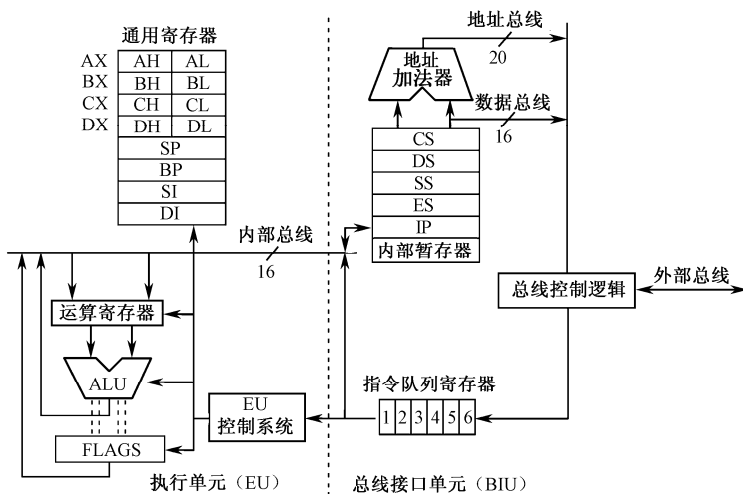 通用寄存器
AX AH AL
BX BH BL
CX CH CL
DX DH DL
SP
BP
SI
DI
地址总线
20
地址
加法器
数据总线
16
CS
DS
SS
ES
IP
内部暂存器
内部总线
16
总线控制逻辑
外部总线
运算寄存器
ALU
FLAGS
EU
控制系统
指令队列寄存器
1 2 3 4 5 6
执行单元（EU）
总线接口单元（BIU）